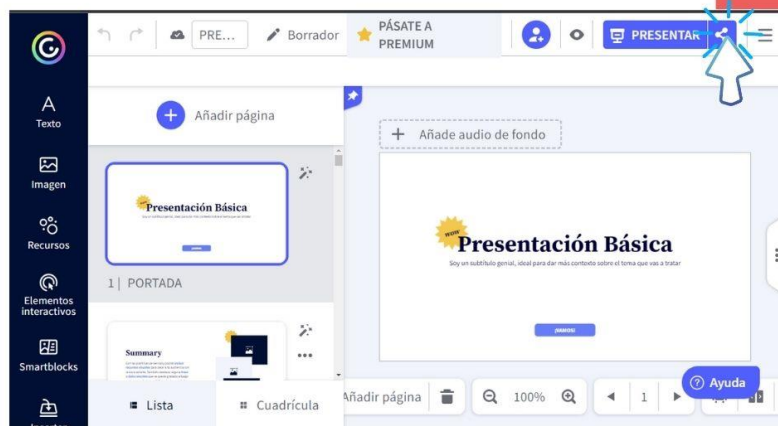 PRE...
Borrador
PÁSATE A
PREMIUM
PRESENTAR
Texto
Imagen
Recursos
Elementos
interactivos
Smartblocks
Añadir página
Presentación Básica
1 | PORTADA
Summary
Lista
Cuadrícula
Añade audio de fondo
WOW
Presentación Básica
Soy un subtítulo genial, ideal para dar más contexto sobre el tema que vas a tratar
¡VAMOS!
Añadir página
100%
1
Ayuda